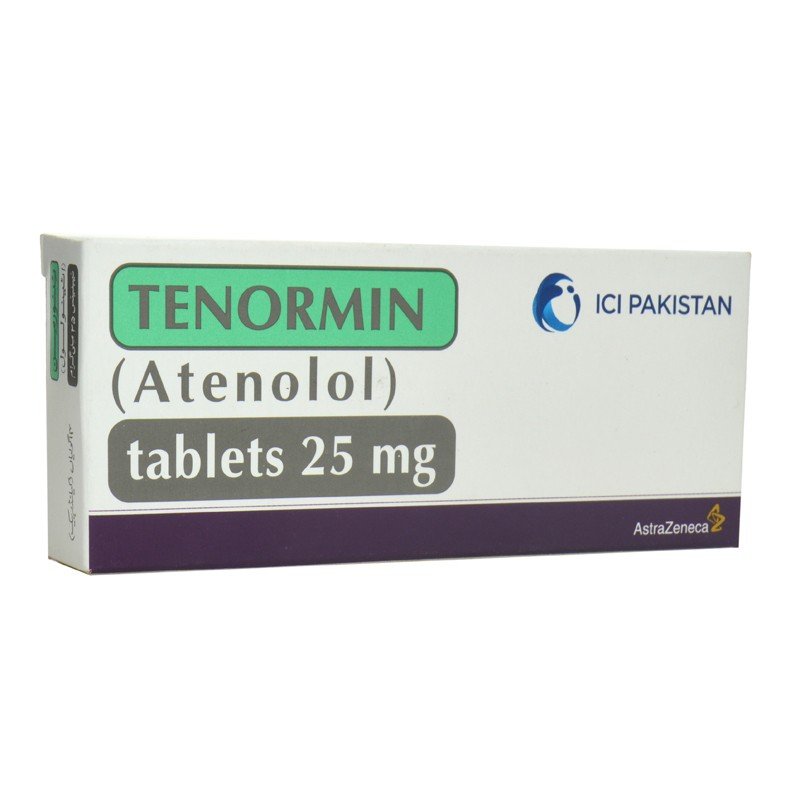 TENORMIN
(Atenolol)
tablets 25 mg
ICI PAKISTAN
AstraZeneca